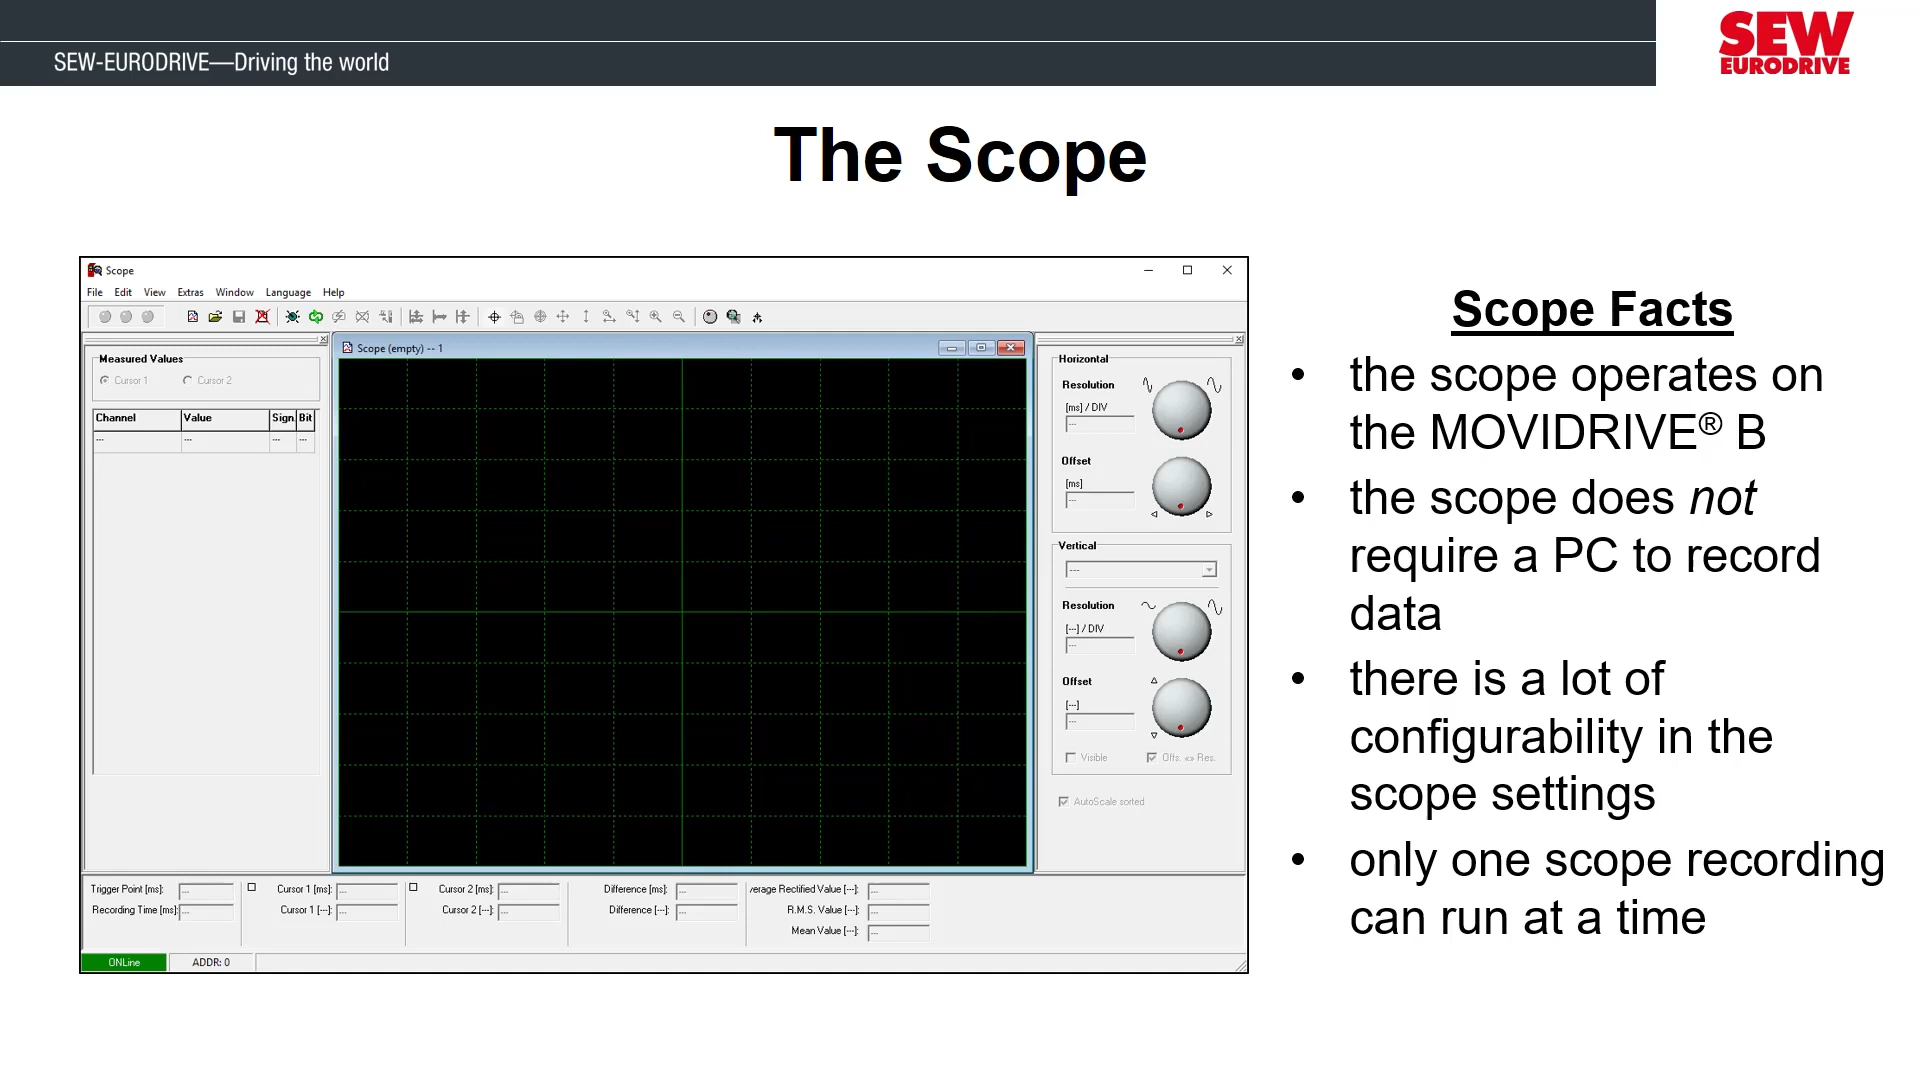 SEW-EURODRIVE—Driving the world
SEW
EURODRIVE
The Scope
Scope
File Edit View Extras Window Language Help
Measured Values
Cursor 1 Cursor 2
Channel Value Sign. Bit
--- --- --- ---
Scope (empty) -- 1
Horizontal
Resolution
[ms] / DIV
---
Offset
[ms]
---
Vertical
---
Resolution
[---] / DIV
---
Offset
[---]
---
Visible Offs. <> Res.
AutoScale sorted
Trigger Point [ms]: --- Cursor 1 [ms]: --- Cursor 2 [ms]: --- Difference [ms]: --- verage Rectified Value [---]: ---
Recording Time [ms]: --- Cursor 1 [---]: --- Cursor 2 [---]: --- Difference [---]: --- R.M.S. Value [---]: ---
Mean Value [---]: ---
ONLine ADDR: 0
Scope Facts
• the scope operates on
the MOVIDRIVE® B
• the scope does not
require a PC to record
data
• there is a lot of
configurability in the
scope settings
• only one scope recording
can run at a time